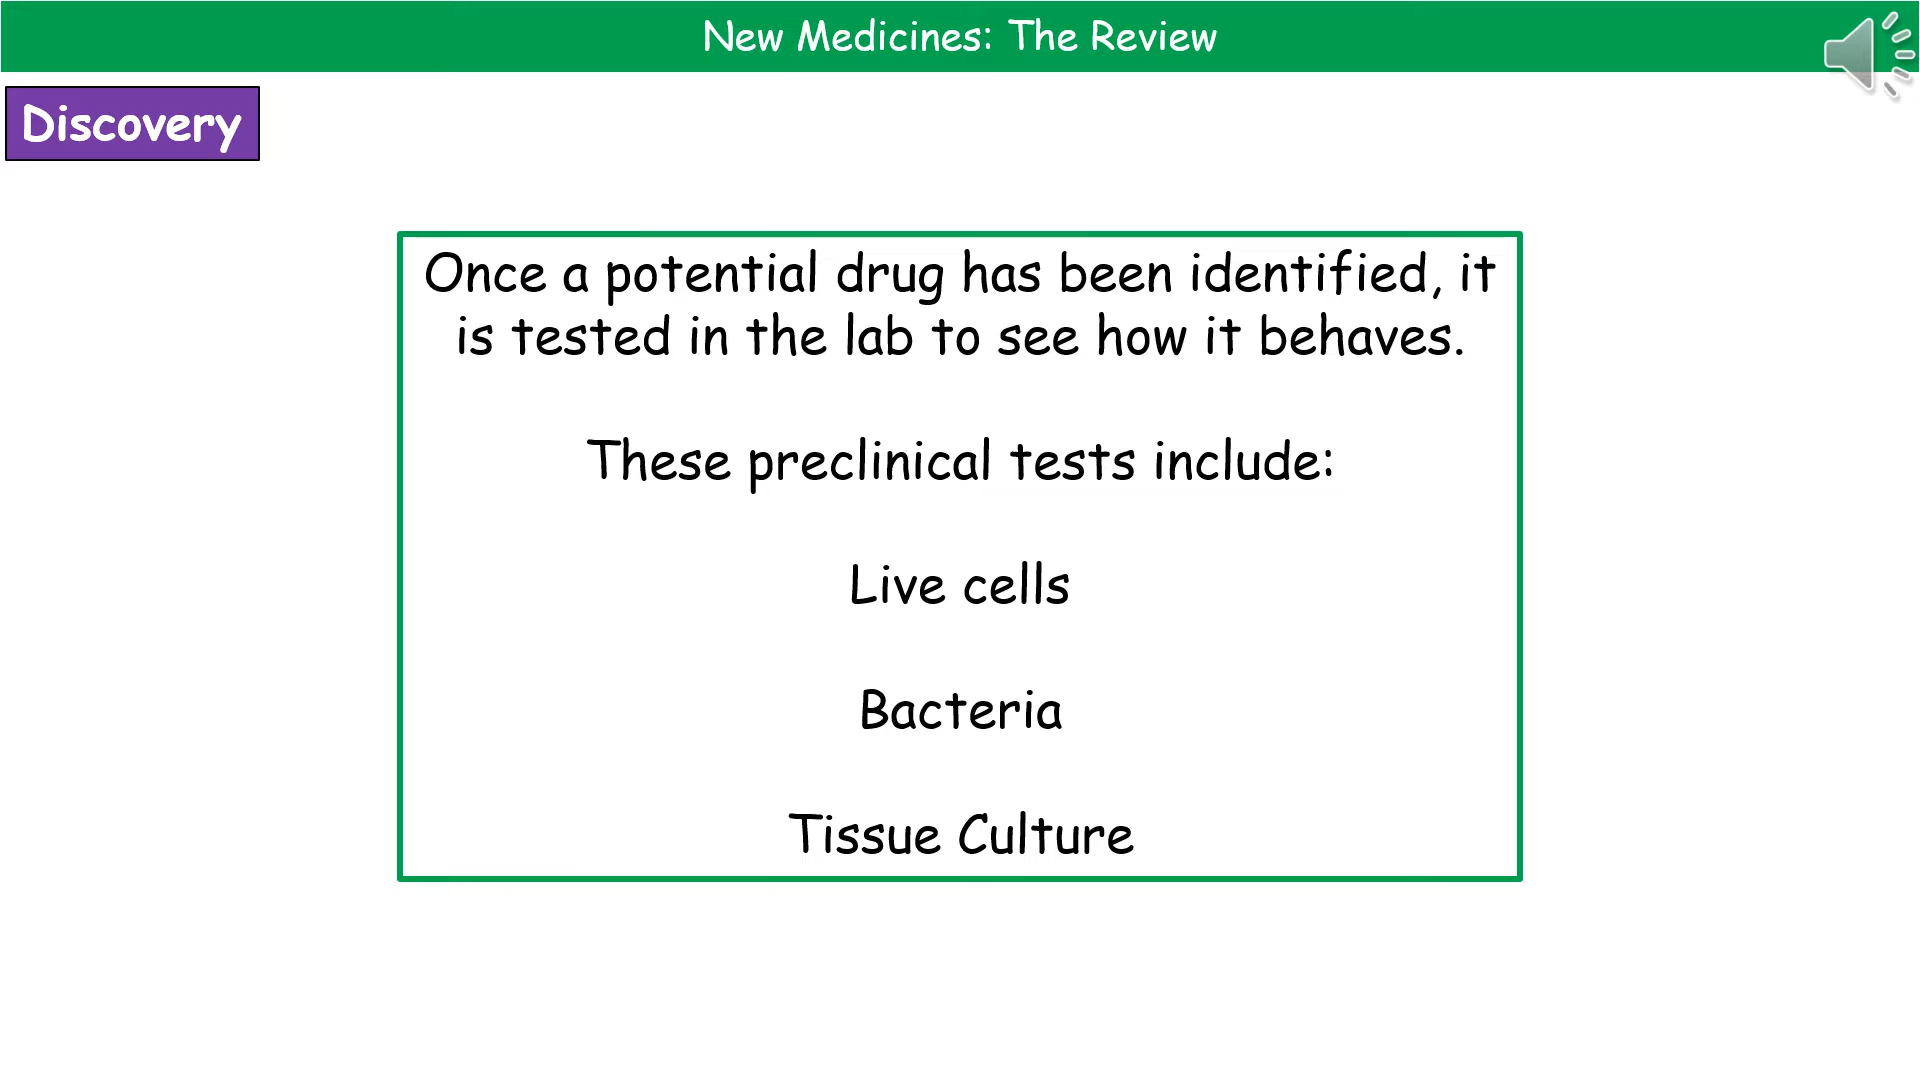 New Medicines: The Review
Discovery
Once a potential drug has been identified, it
is tested in the lab to see how it behaves.
These preclinical tests include:
Live cells
Bacteria
Tissue Culture